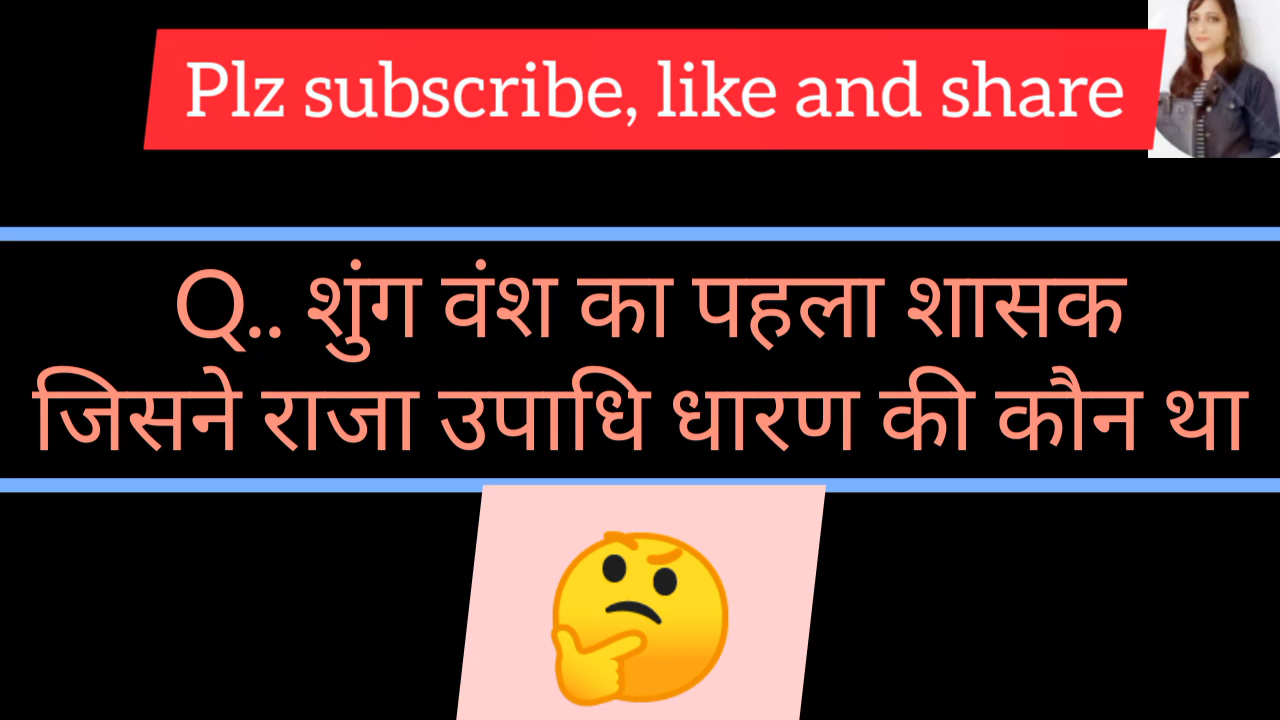 Plz subscribe, like and share
Q.. शुंग वंश का पहला शासक
जिसने राजा उपाधि धारण की कौन था